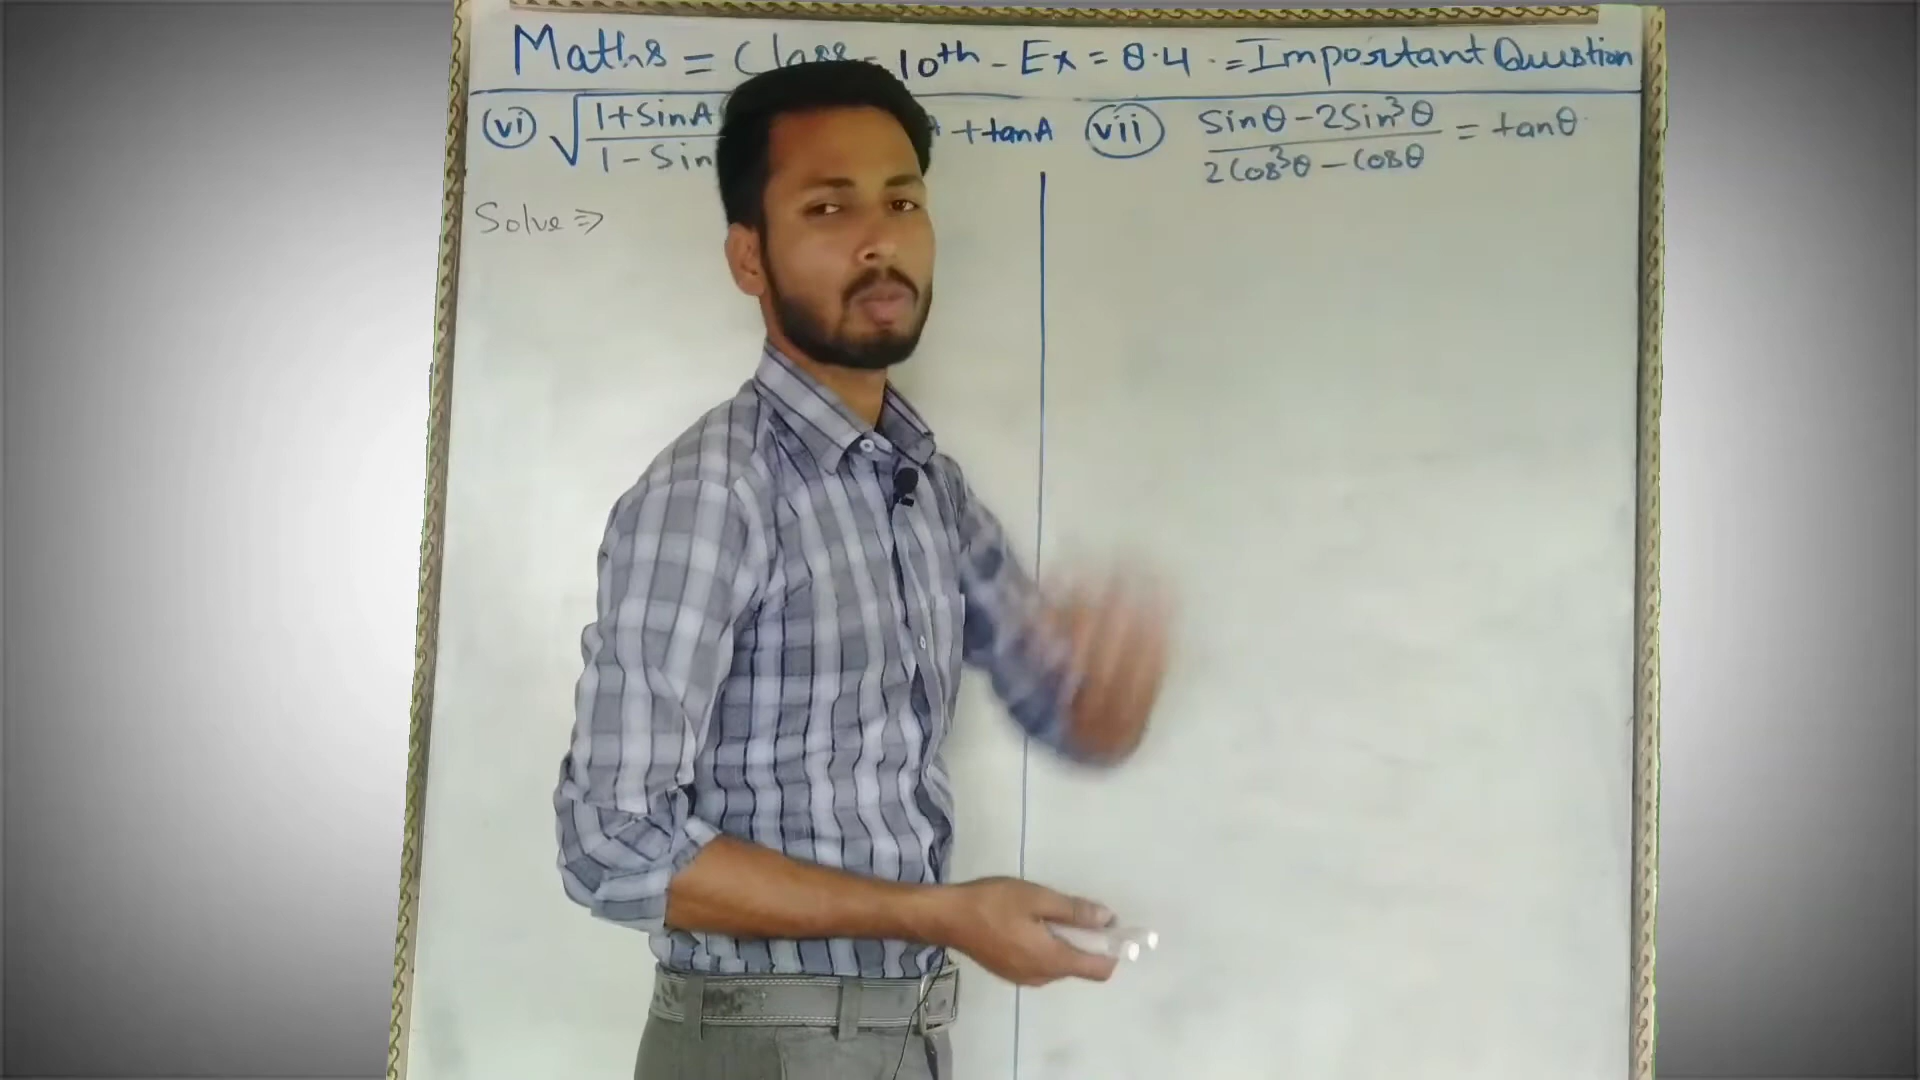 Maths = Class - 10th - Ex = 8.4 = Important Question
(vi) √(1+SinA / 1-Sin + tanA
(vii) Sinθ - 2Sin³θ / 2Cos³θ - Cosθ = tanθ
Solve ⇒